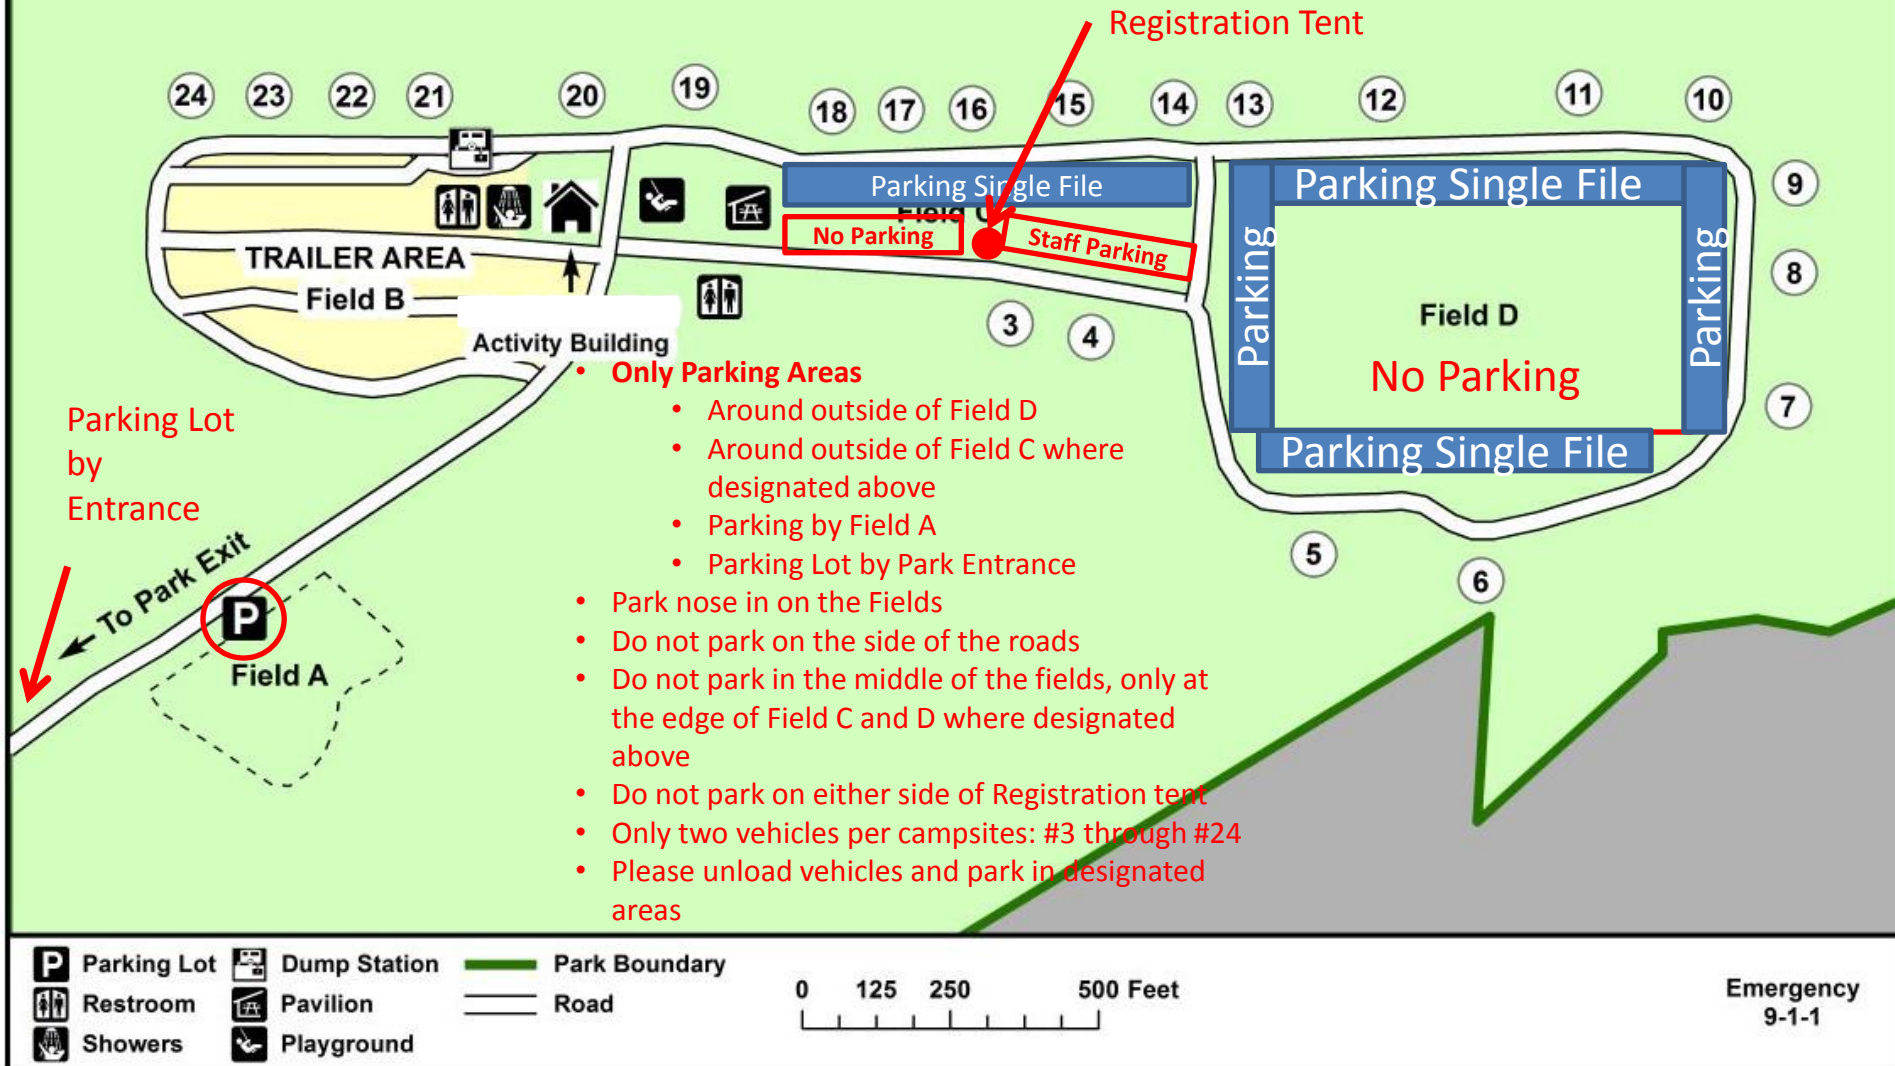 Registration Tent
24
23
22
21
20
19
18
17
16
15
14
13
12
11
10
9
8
7
Parking Single File
Field C
No Parking
Staff Parking
Parking Single File
Parking
Parking
Field D
No Parking
Parking Single File
TRAILER AREA
Field B
Activity Building
3
4
5
6
Parking Lot
by
Entrance
To Park Exit
P
Field A
• Only Parking Areas
• Around outside of Field D
• Around outside of Field C where
designated above
• Parking by Field A
• Parking Lot by Park Entrance
• Park nose in on the Fields
• Do not park on the side of the roads
• Do not park in the middle of the fields, only at
the edge of Field C and D where designated
above
• Do not park on either side of Registration tent
• Only two vehicles per campsites: #3 through #24
• Please unload vehicles and park in designated
areas
P Parking Lot
Restroom
Showers
Dump Station
Pavilion
Playground
Park Boundary
Road
0 125 250 500 Feet
Emergency
9-1-1